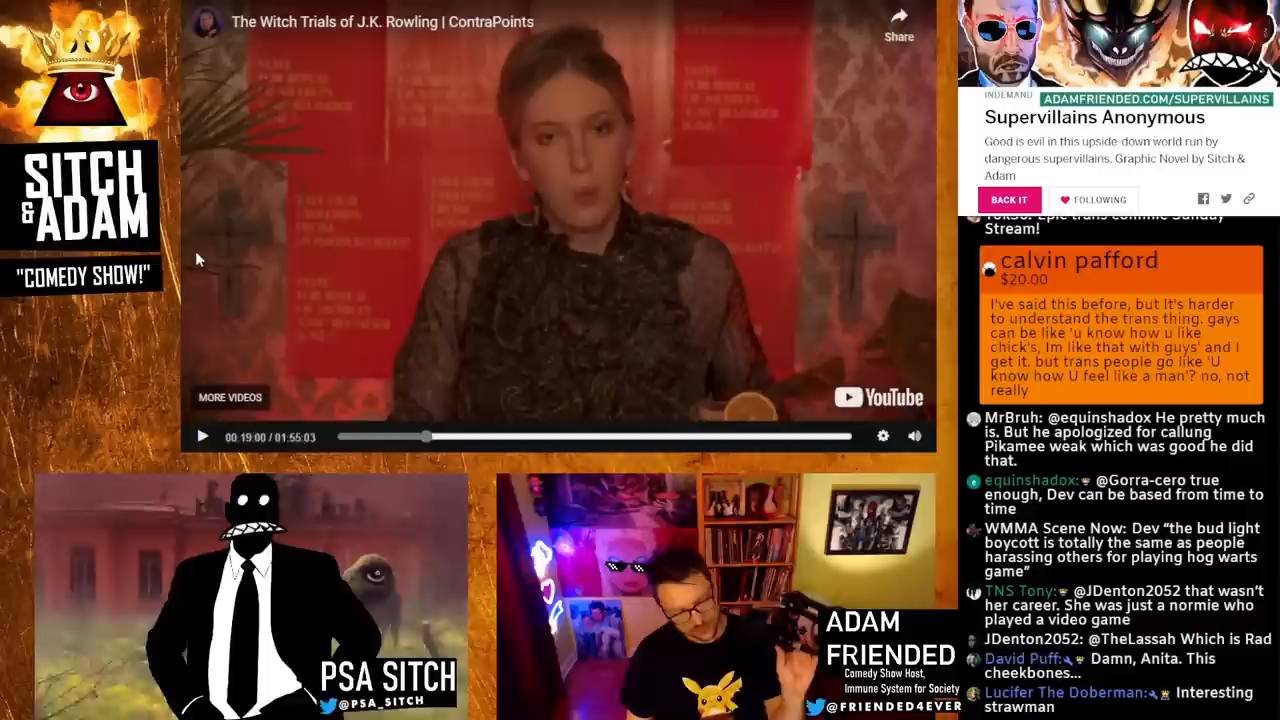 The Witch Trials of J.K. Rowling | ContraPoints
Share
MORE VIDEOS
YouTube
00:19:00 / 01:55:03
SITCH
& ADAM
"COMEDY SHOW!"
PSA SITCH
@PSA_SITCH
ADAM
FRIENDED
Comedy Show Host,
Immune System for Society
@FRIENDED4EVER
INDEMAND
ADAMFRIENDED.COM/SUPERVILLAINS
Supervillains Anonymous
Good is evil in this upside-down world run by
dangerous supervillains. Graphic Novel by Sitch &
Adam
BACK IT
FOLLOWING
Stream!
calvin pafford
$20.00
I've said this before, but It's harder
to understand the trans thing. gays
can be like 'u know how u like
chick's, Im like that with guys' and I
get it. but trans people go like 'U
know how U feel like a man'? no, not
really
MrBruh: @equinshadox He pretty much
is. But he apologized for callung
Pikamee weak which was good he did
that.
equinshadox: @Gorra-cero true
enough, Dev can be based from time to
time
WMMA Scene Now: Dev “the bud light
boycott is totally the same as people
harassing others for playing hog warts
game”
TNS Tony: @JDenton2052 that wasn’t
her career. She was just a normie who
played a video game
JDenton2052: @TheLassah Which is Rad
David Puff: Damn, Anita. This
cheekbones...
Lucifer The Doberman: Interesting
strawman